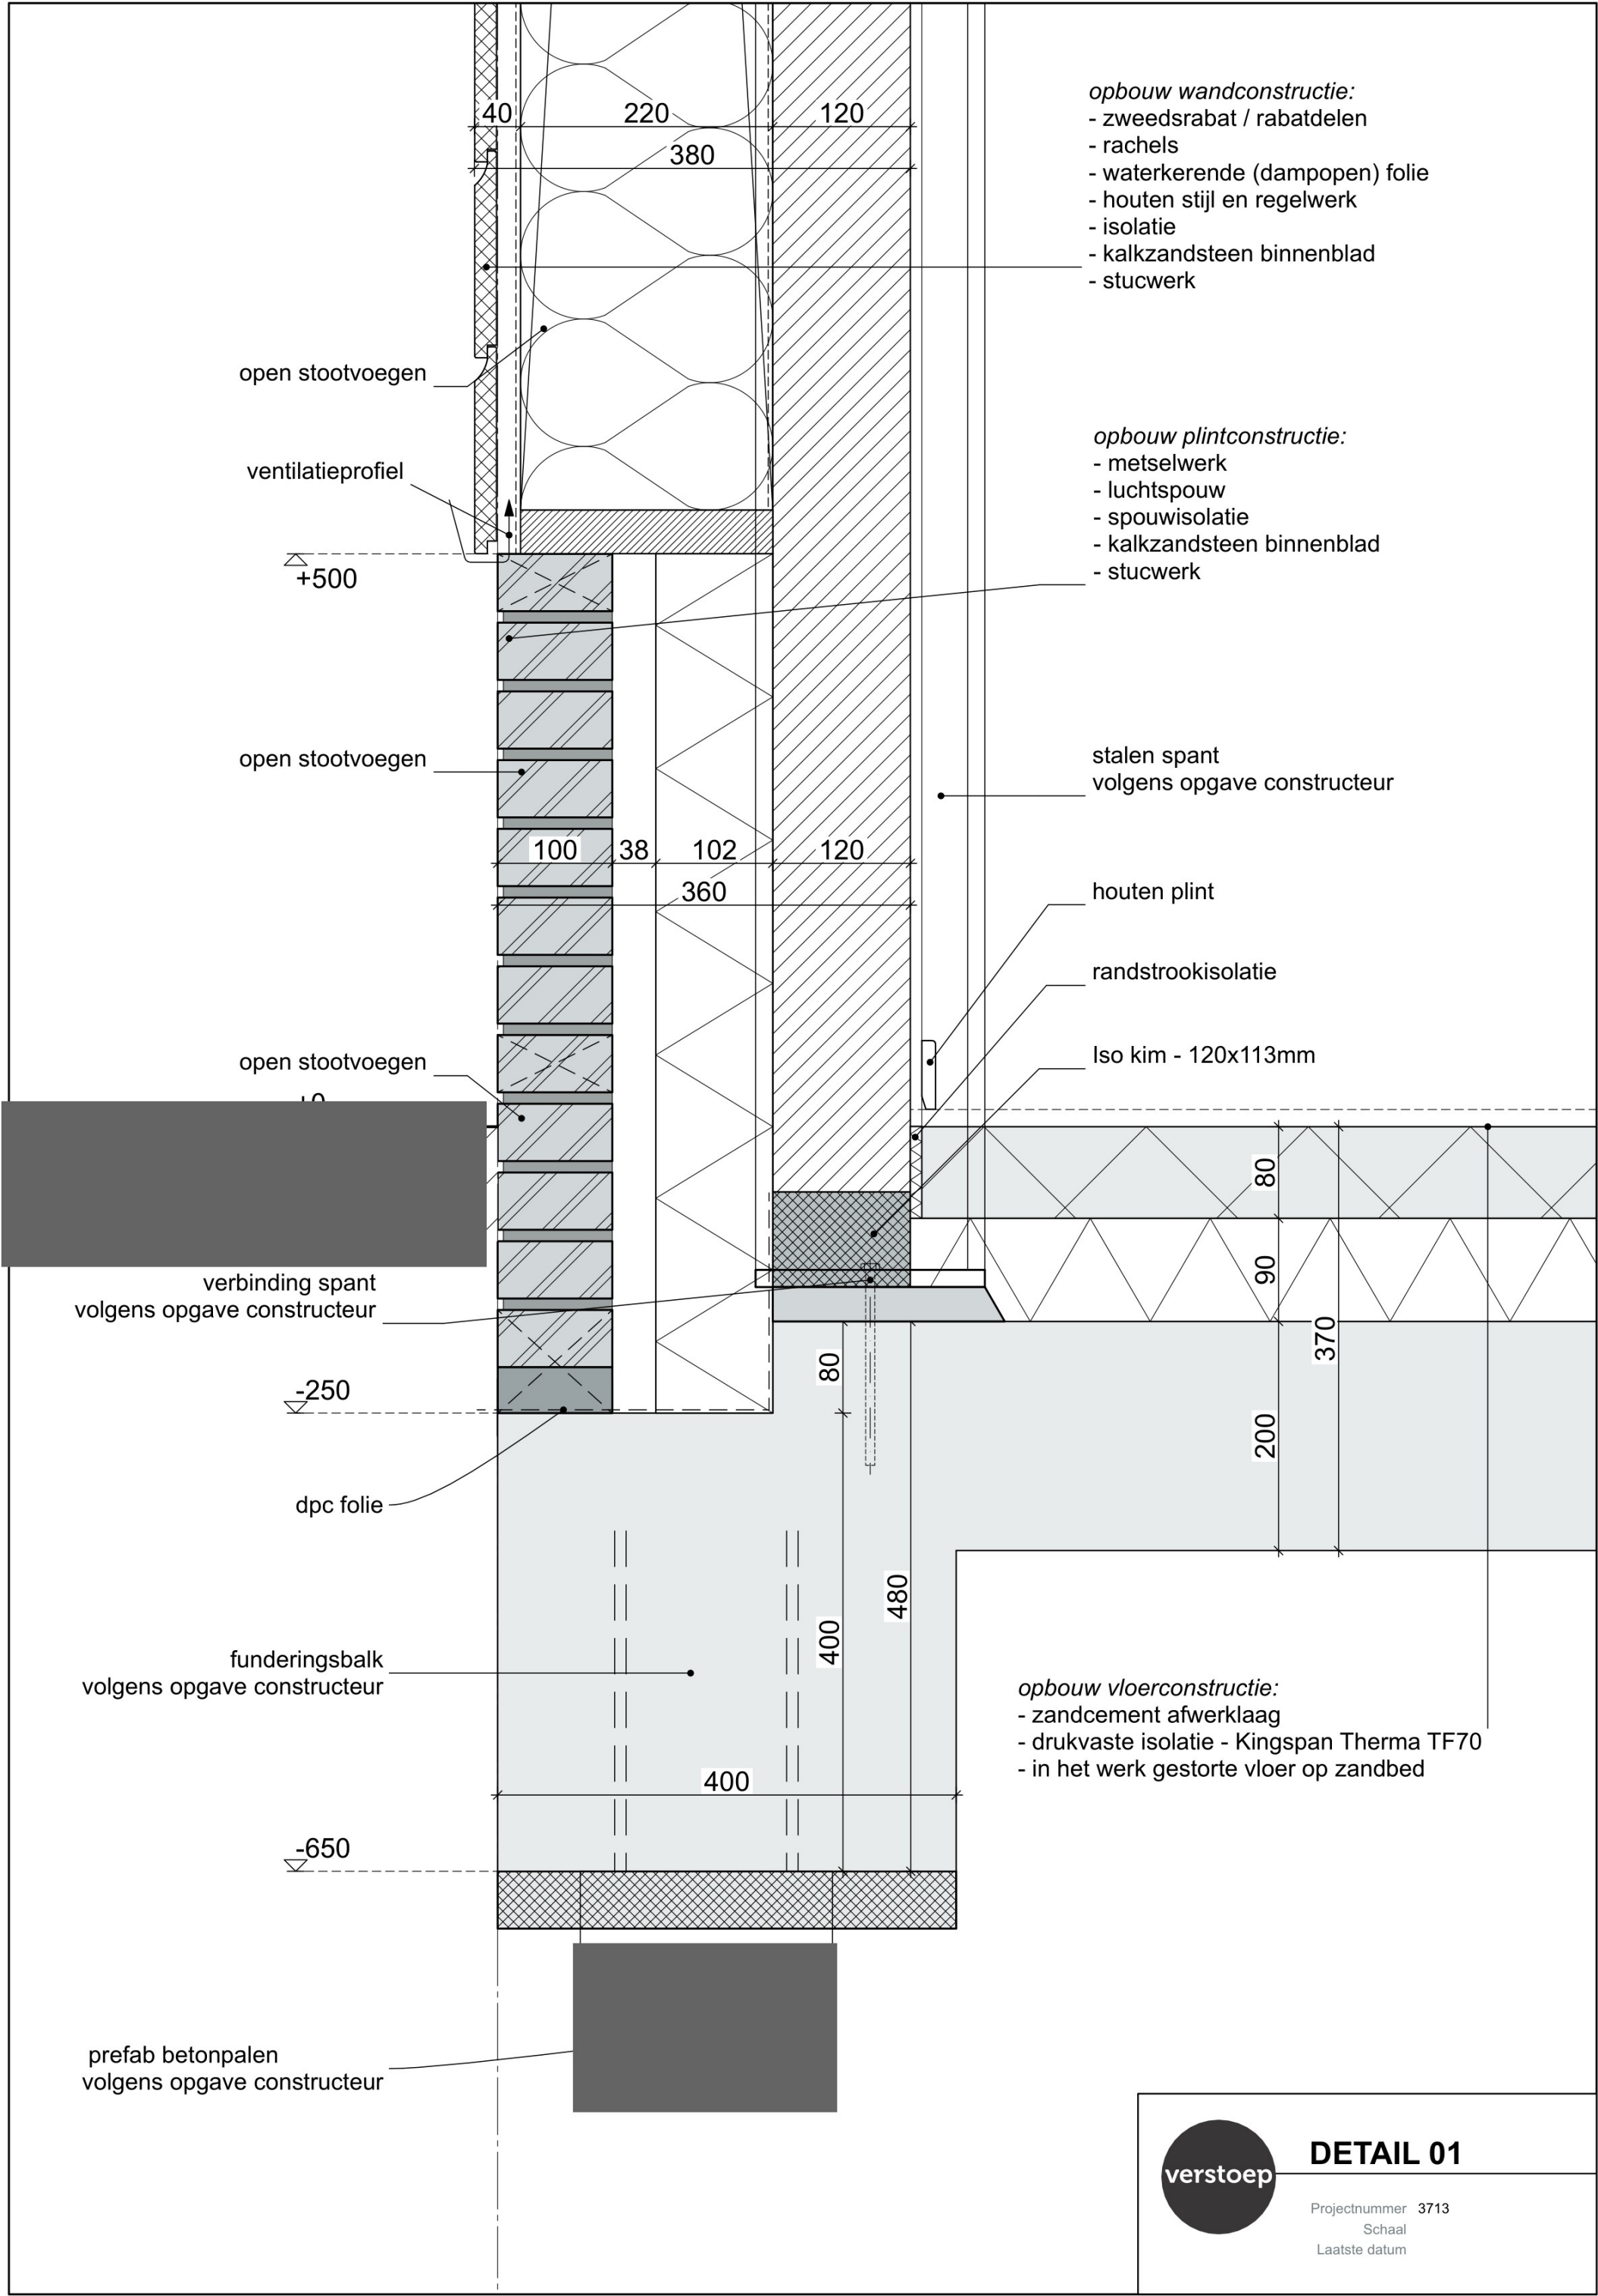 40
220
120
380
opbouw wandconstructie:
- zweedsrabat / rabatdelen
- rachels
- waterkerende (dampopen) folie
- houten stijl en regelwerk
- isolatie
- kalkzandsteen binnenblad
- stucwerk
open stootvoegen
ventilatieprofiel
+500
opbouw plintconstructie:
- metselwerk
- luchtspouw
- spouwisolatie
- kalkzandsteen binnenblad
- stucwerk
open stootvoegen
stalen spant
volgens opgave constructeur
100
38
102
120
360
houten plint
randstrookisolatie
Iso kim - 120x113mm
open stootvoegen
80
90
370
200
verbinding spant
volgens opgave constructeur
80
-250
dpc folie
480
400
funderingsbalk
volgens opgave constructeur
opbouw vloerconstructie:
- zandcement afwerklaag
- drukvaste isolatie - Kingspan Therma TF70
- in het werk gestorte vloer op zandbed
400
-650
prefab betonpalen
volgens opgave constructeur
verstoep
DETAIL 01
Projectnummer 3713
Schaal
Laatste datum